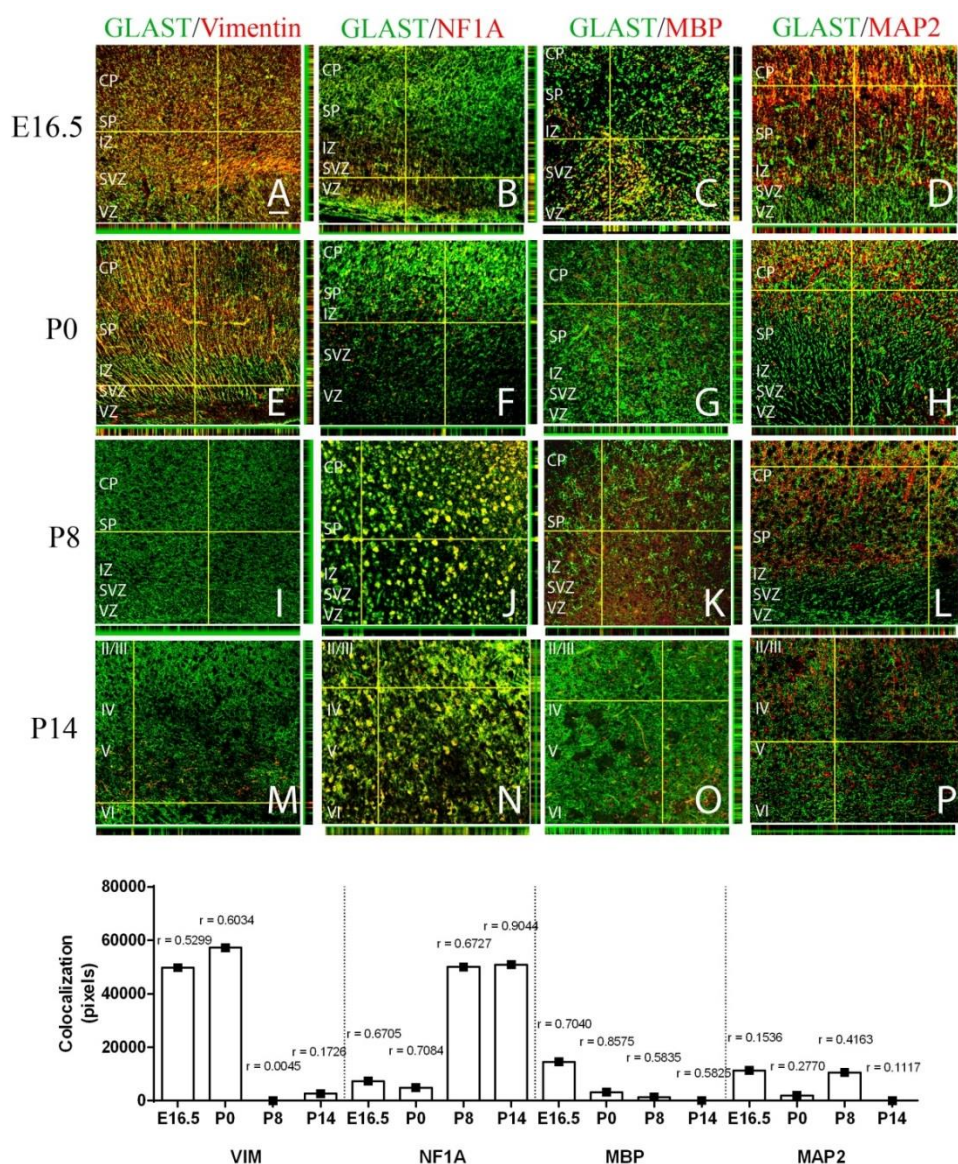 GLAST/Vimentin GLAST/NF1A GLAST/MBP GLAST/MAP2
E16.5
CP
SP
IZ
SVZ
VZ
A
CP
SP
IZ
SVZ
VZ
B
CP
SP
IZ
SVZ
VZ
C
CP
SP
IZ
SVZ
VZ
D
P0
CP
SP
IZ
SVZ
VZ
E
CP
SP
IZ
SVZ
VZ
F
CP
SP
IZ
SVZ
VZ
G
CP
SP
IZ
SVZ
VZ
H
P8
CP
SP
IZ
SVZ
VZ
I
CP
SP
IZ
SVZ
VZ
J
CP
SP
IZ
SVZ
VZ
K
CP
SP
IZ
SVZ
VZ
L
P14
II/III
IV
V
VI
M
II/III
IV
V
VI
N
II/III
IV
V
VI
O
II/III
IV
V
VI
P
Colocalization
(pixels)
80000
60000
40000
20000
0
r = 0.5299
r = 0.6034
r = 0.0045
r = 0.1726
r = 0.6705
r = 0.7084
r = 0.6727
r = 0.9044
r = 0.7040
r = 0.8575
r = 0.5835
r = 0.5825
r = 0.1536
r = 0.2770
r = 0.4163
r = 0.1117
E16.5 P0 P8 P14 E16.5 P0 P8 P14 E16.5 P0 P8 P14 E16.5 P0 P8 P14
VIM NF1A MBP MAP2